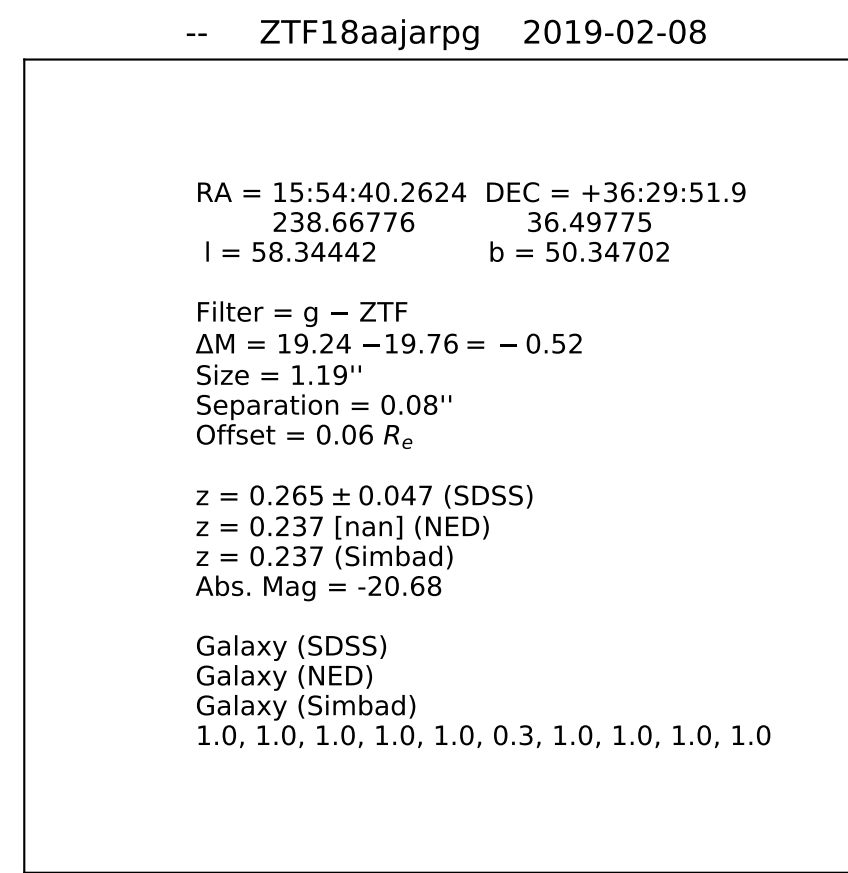 -- ZTF18aajarpg 2019-02-08
RA = 15:54:40.2624 DEC = +36:29:51.9
238.66776 36.49775
l = 58.34442 b = 50.34702
Filter = g − ZTF
ΔM = 19.24 −19.76 = − 0.52
Size = 1.19''
Separation = 0.08''
Offset = 0.06 Re
z = 0.265 ± 0.047 (SDSS)
z = 0.237 [nan] (NED)
z = 0.237 (Simbad)
Abs. Mag = -20.68
Galaxy (SDSS)
Galaxy (NED)
Galaxy (Simbad)
1.0, 1.0, 1.0, 1.0, 1.0, 0.3, 1.0, 1.0, 1.0, 1.0